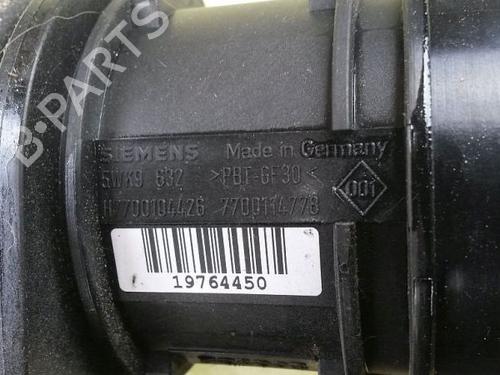 B-PARTS
SIEMENS Made in Germany
5WK9 632 >PBT-GF30< 001
H7700104426 7700114778
19764450